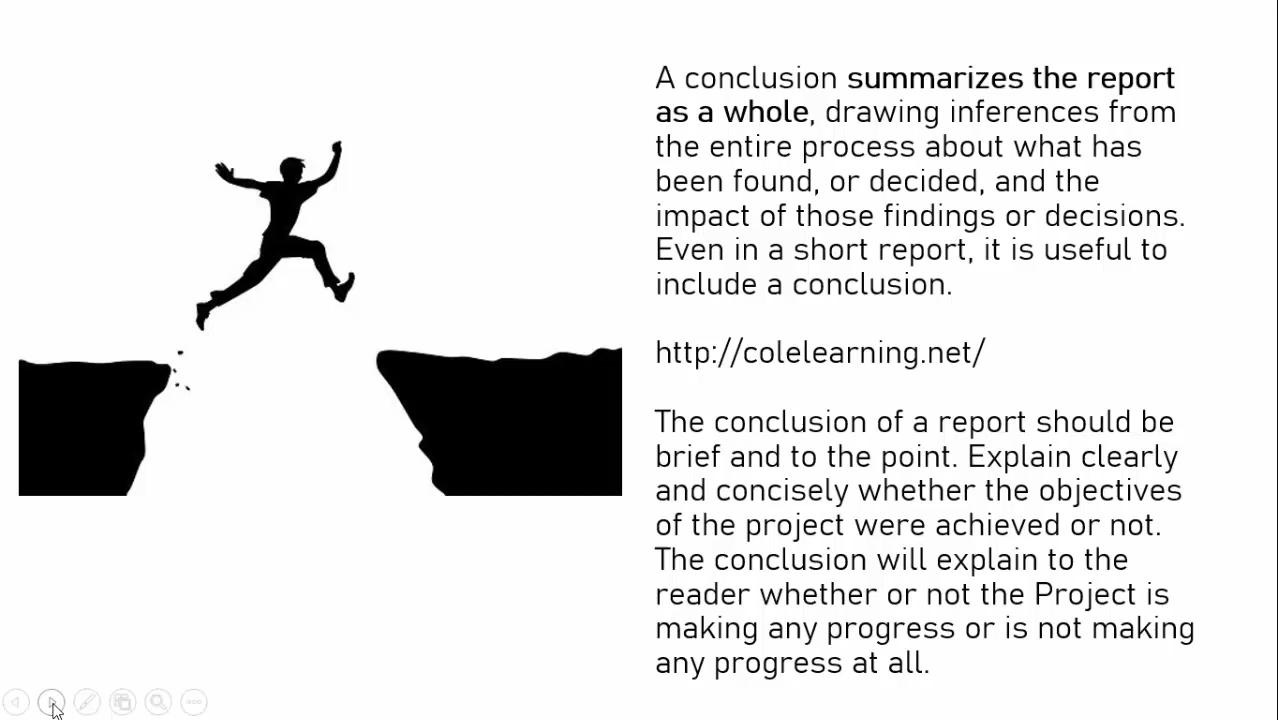 A conclusion summarizes the report
as a whole, drawing inferences from
the entire process about what has
been found, or decided, and the
impact of those findings or decisions.
Even in a short report, it is useful to
include a conclusion.
http://colelearning.net/
The conclusion of a report should be
brief and to the point. Explain clearly
and concisely whether the objectives
of the project were achieved or not.
The conclusion will explain to the
reader whether or not the Project is
making any progress or is not making
any progress at all.